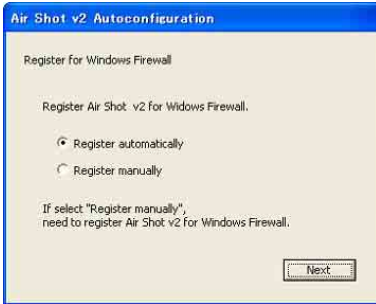 Air Shot v2 Autoconfiguration
Register for Windows Firewall
Register Air Shot v2 for Widows Firewall.
Register automatically
Register manually
If select "Register manually",
need to register Air Shot v2 for Windows Firewall.
Next